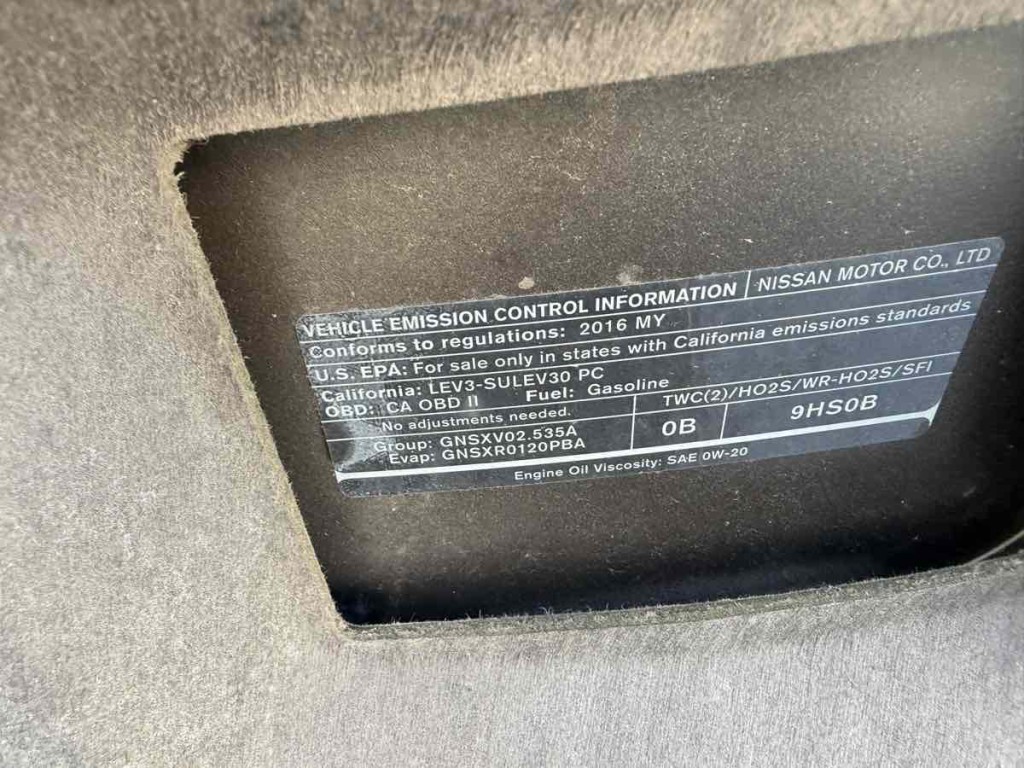 VEHICLE EMISSION CONTROL INFORMATION | NISSAN MOTOR CO., LTD
Conforms to regulations: 2016 MY
U.S. EPA: For sale only in states with California emissions standards
California: LEV3-SULEV30 PC
OBD: CA OBD II Fuel: Gasoline
No adjustments needed. TWC(2)/HO2S/WR-HO2S/SFI
Group: GNSXV02.535A 0B 9HS0B
Evap: GNSXR0120PBA
Engine Oil Viscosity: SAE 0W-20